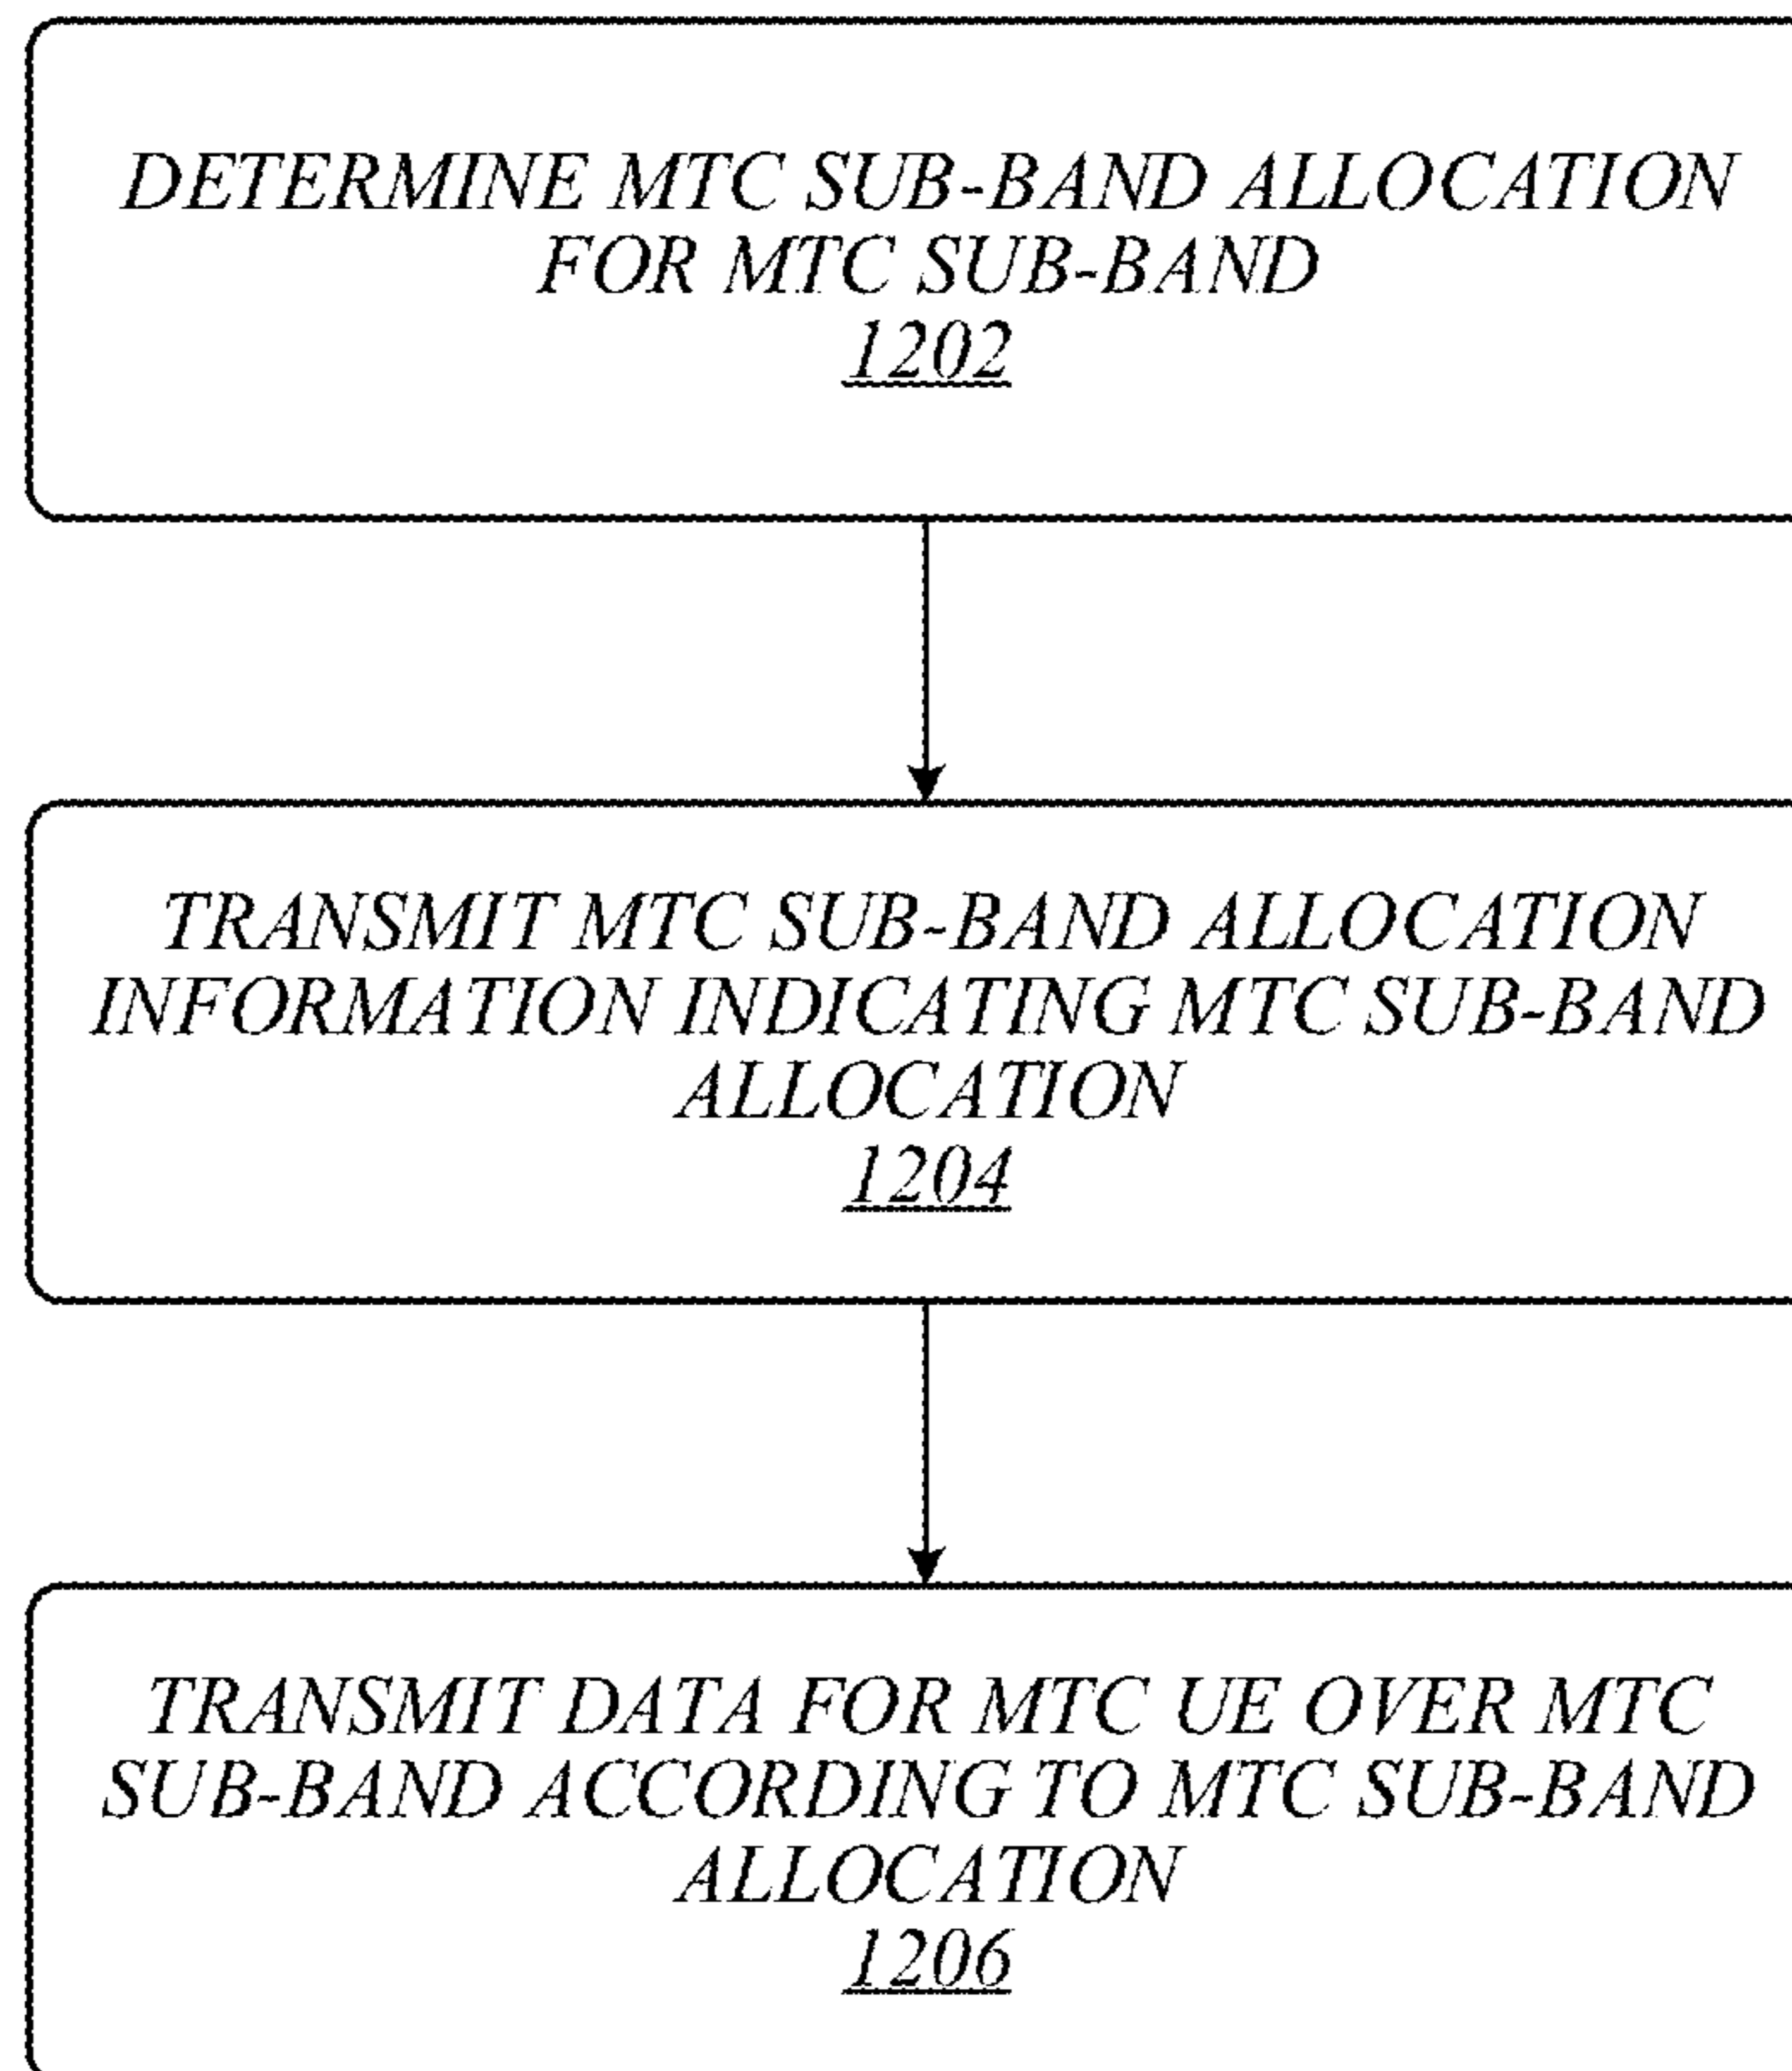 DETERMINE MTC SUB-BAND ALLOCATION
FOR MTC SUB-BAND
1202
TRANSMIT MTC SUB-BAND ALLOCATION
INFORMATION INDICATING MTC SUB-BAND
ALLOCATION
1204
TRANSMIT DATA FOR MTC UE OVER MTC
SUB-BAND ACCORDING TO MTC SUB-BAND
ALLOCATION
1206